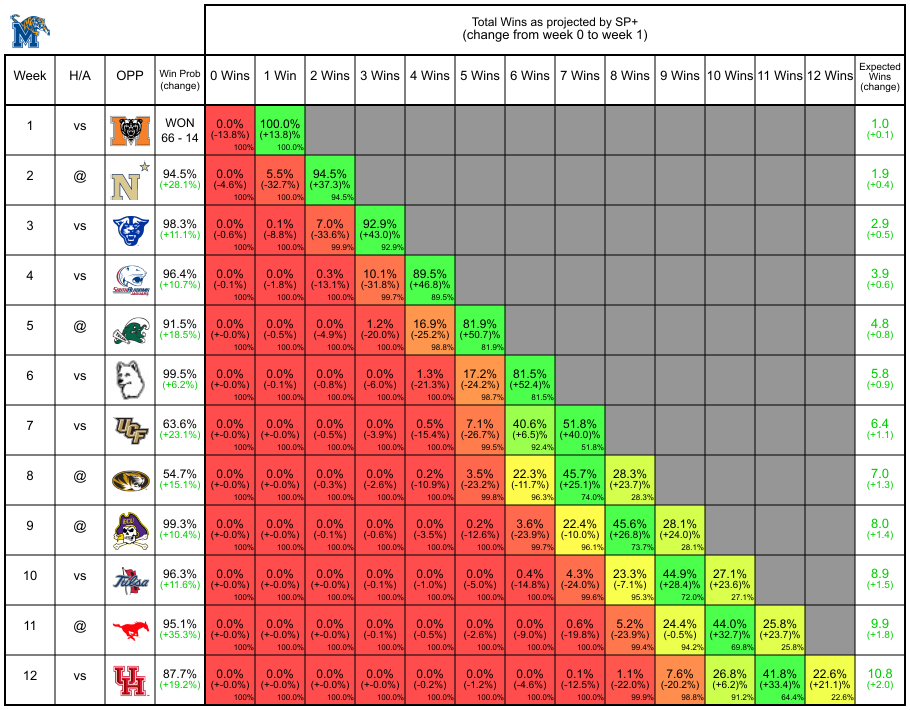 Total Wins as projected by SP+
(change from week 0 to week 1)
Week H/A OPP Win Prob (change) 0 Wins 1 Win 2 Wins 3 Wins 4 Wins 5 Wins 6 Wins 7 Wins 8 Wins 9 Wins 10 Wins 11 Wins 12 Wins Expected Wins (change)
1 vs WON 0.0% 100.0% 1.0
66 - 14 (-13.8%) (+13.8)% (+0.1)
100% 100.0%
2 @ N 94.5% 0.0% 5.5% 94.5% 1.9
(+28.1%) (-4.6%) (-32.7%) (+37.3)% (+0.4)
100% 100.0% 94.5%
3 vs 98.3% 0.0% 0.1% 7.0% 92.9% 2.9
(+11.1%) (-0.6%) (-8.8%) (-33.6%) (+43.0)% (+0.5)
100% 100.0% 99.9% 92.9%
4 vs 96.4% 0.0% 0.0% 0.3% 10.1% 89.5% 3.9
(+10.7%) (-0.1%) (-1.8%) (-13.1%) (-31.8%) (+46.8)% (+0.6)
100% 100.0% 100.0% 99.7% 89.5%
5 @ 91.5% 0.0% 0.0% 0.0% 1.2% 16.9% 81.9% 4.8
(+18.5%) (+-0.0%) (-0.5%) (-4.9%) (-20.0%) (-25.2%) (+50.7)% (+0.8)
100% 100.0% 100.0% 100.0% 98.8% 81.9%
6 vs 99.5% 0.0% 0.0% 0.0% 0.0% 1.3% 17.2% 81.5% 5.8
(+6.2%) (+-0.0%) (-0.1%) (-0.8%) (-6.0%) (-21.3%) (-24.2%) (+52.4)% (+0.9)
100% 100.0% 100.0% 100.0% 100.0% 98.7% 81.5%
7 vs UCF 63.6% 0.0% 0.0% 0.0% 0.0% 0.5% 7.1% 40.6% 51.8% 6.4
(+23.1%) (+-0.0%) (+-0.0%) (-0.5%) (-3.9%) (-15.4%) (-26.7%) (+6.5)% (+40.0)% (+1.1)
100% 100.0% 100.0% 100.0% 100.0% 99.5% 92.4% 51.8%
8 @ 54.7% 0.0% 0.0% 0.0% 0.0% 0.2% 3.5% 22.3% 45.7% 28.3% 7.0
(+15.1%) (+-0.0%) (+-0.0%) (-0.3%) (-2.6%) (-10.9%) (-23.2%) (-11.7%) (+25.1)% (+23.7)% (+1.3)
100% 100.0% 100.0% 100.0% 100.0% 99.8% 96.3% 74.0% 28.3%
9 @ ECU 99.3% 0.0% 0.0% 0.0% 0.0% 0.0% 0.2% 3.6% 22.4% 45.6% 28.1% 8.0
(+10.4%) (+-0.0%) (+-0.0%) (-0.1%) (-0.6%) (-3.5%) (-12.6%) (-23.9%) (-10.0%) (+26.8)% (+24.0)% (+1.4)
100% 100.0% 100.0% 100.0% 100.0% 100.0% 99.7% 96.1% 73.7% 28.1%
10 vs Tulsa 96.3% 0.0% 0.0% 0.0% 0.0% 0.0% 0.0% 0.4% 4.3% 23.3% 44.9% 27.1% 8.9
(+11.6%) (+-0.0%) (+-0.0%) (+-0.0%) (-0.1%) (-1.0%) (-5.0%) (-14.8%) (-24.0%) (-7.1%) (+28.4)% (+23.6)% (+1.5)
100% 100.0% 100.0% 100.0% 100.0% 100.0% 100.0% 99.6% 95.3% 72.0% 27.1%
11 @ 95.1% 0.0% 0.0% 0.0% 0.0% 0.0% 0.0% 0.0% 0.6% 5.2% 24.4% 44.0% 25.8% 9.9
(+35.3%) (+-0.0%) (+-0.0%) (+-0.0%) (-0.1%) (-0.5%) (-2.6%) (-9.0%) (-19.8%) (-23.9%) (-0.5%) (+32.7)% (+23.7)% (+1.8)
100% 100.0% 100.0% 100.0% 100.0% 100.0% 100.0% 100.0% 99.4% 94.2% 69.8% 25.8%
12 vs UH 87.7% 0.0% 0.0% 0.0% 0.0% 0.0% 0.0% 0.0% 0.1% 1.1% 7.6% 26.8% 41.8% 22.6% 10.8
(+19.2%) (+-0.0%) (+-0.0%) (+-0.0%) (+-0.0%) (-0.2%) (-1.2%) (-4.6%) (-12.5%) (-22.0%) (-20.2%) (+6.2)% (+33.4)% (+21.1)% (+2.0)
100% 100.0% 100.0% 100.0% 100.0% 100.0% 100.0% 100.0% 99.9% 98.8% 91.2% 64.4% 22.6%